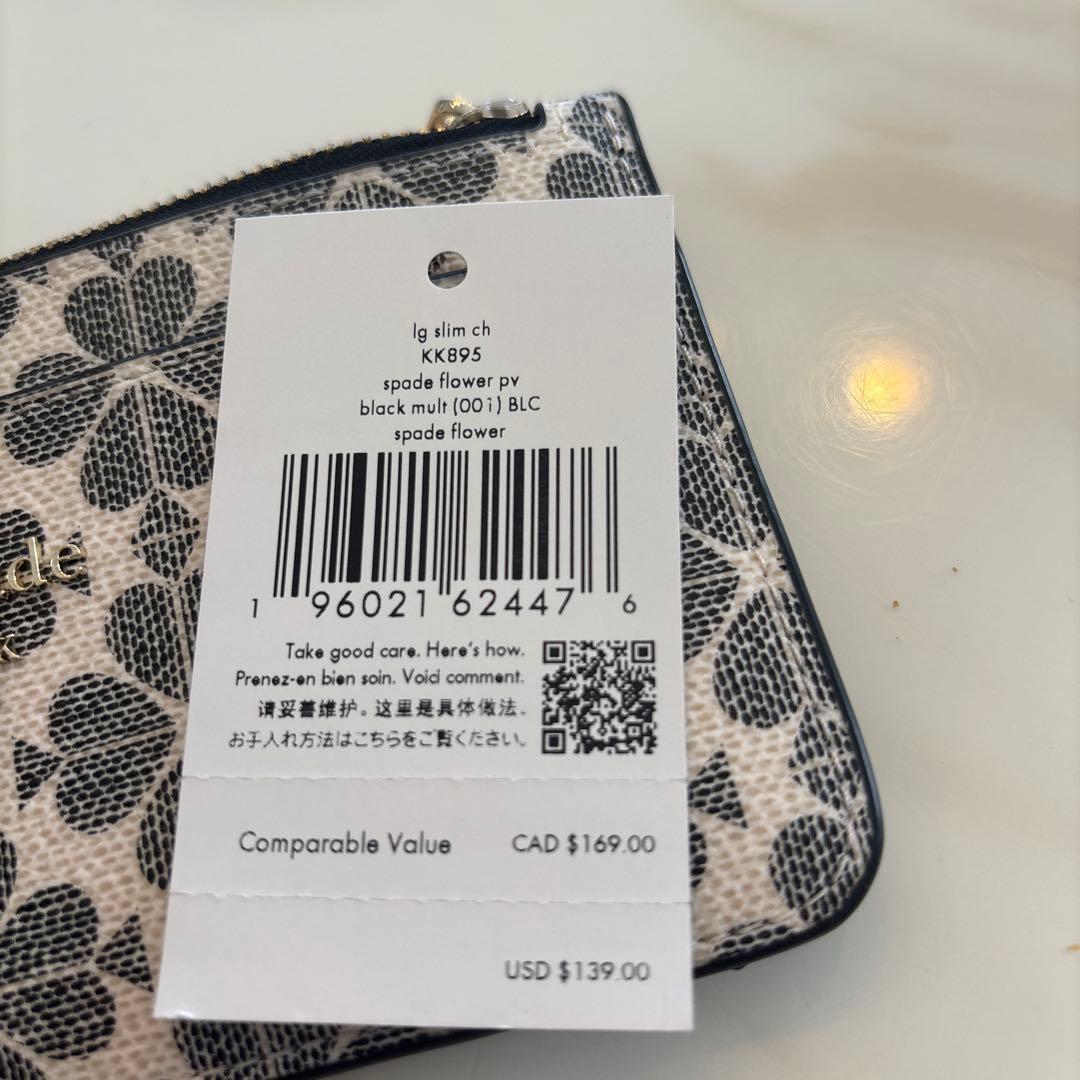 lg slim ch
KK895
spade flower pv
black mult (001) BLC
spade flower
1 96021 62447 6
Take good care. Here's how.
Prenez-en bien soin. Void comment.
请妥善维护。这里是具体做法。
お手入れ方法はこちらをご覧ください。
Comparable Value CAD $169.00
USD $139.00
ade
k